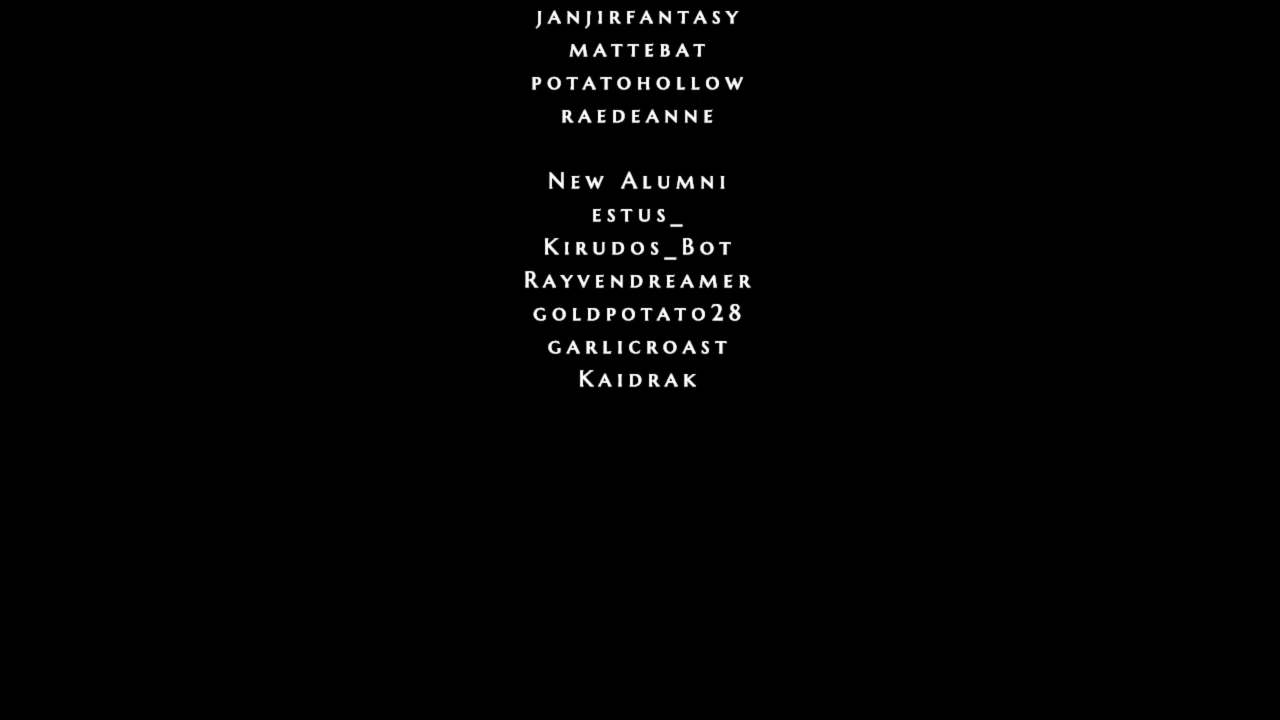 janjirfantasy
mattebat
potatohollow
raedeanne
New Alumni
estus_
Kirudos_Bot
Rayvendreamer
goldpotato28
garlicroast
Kaidrak